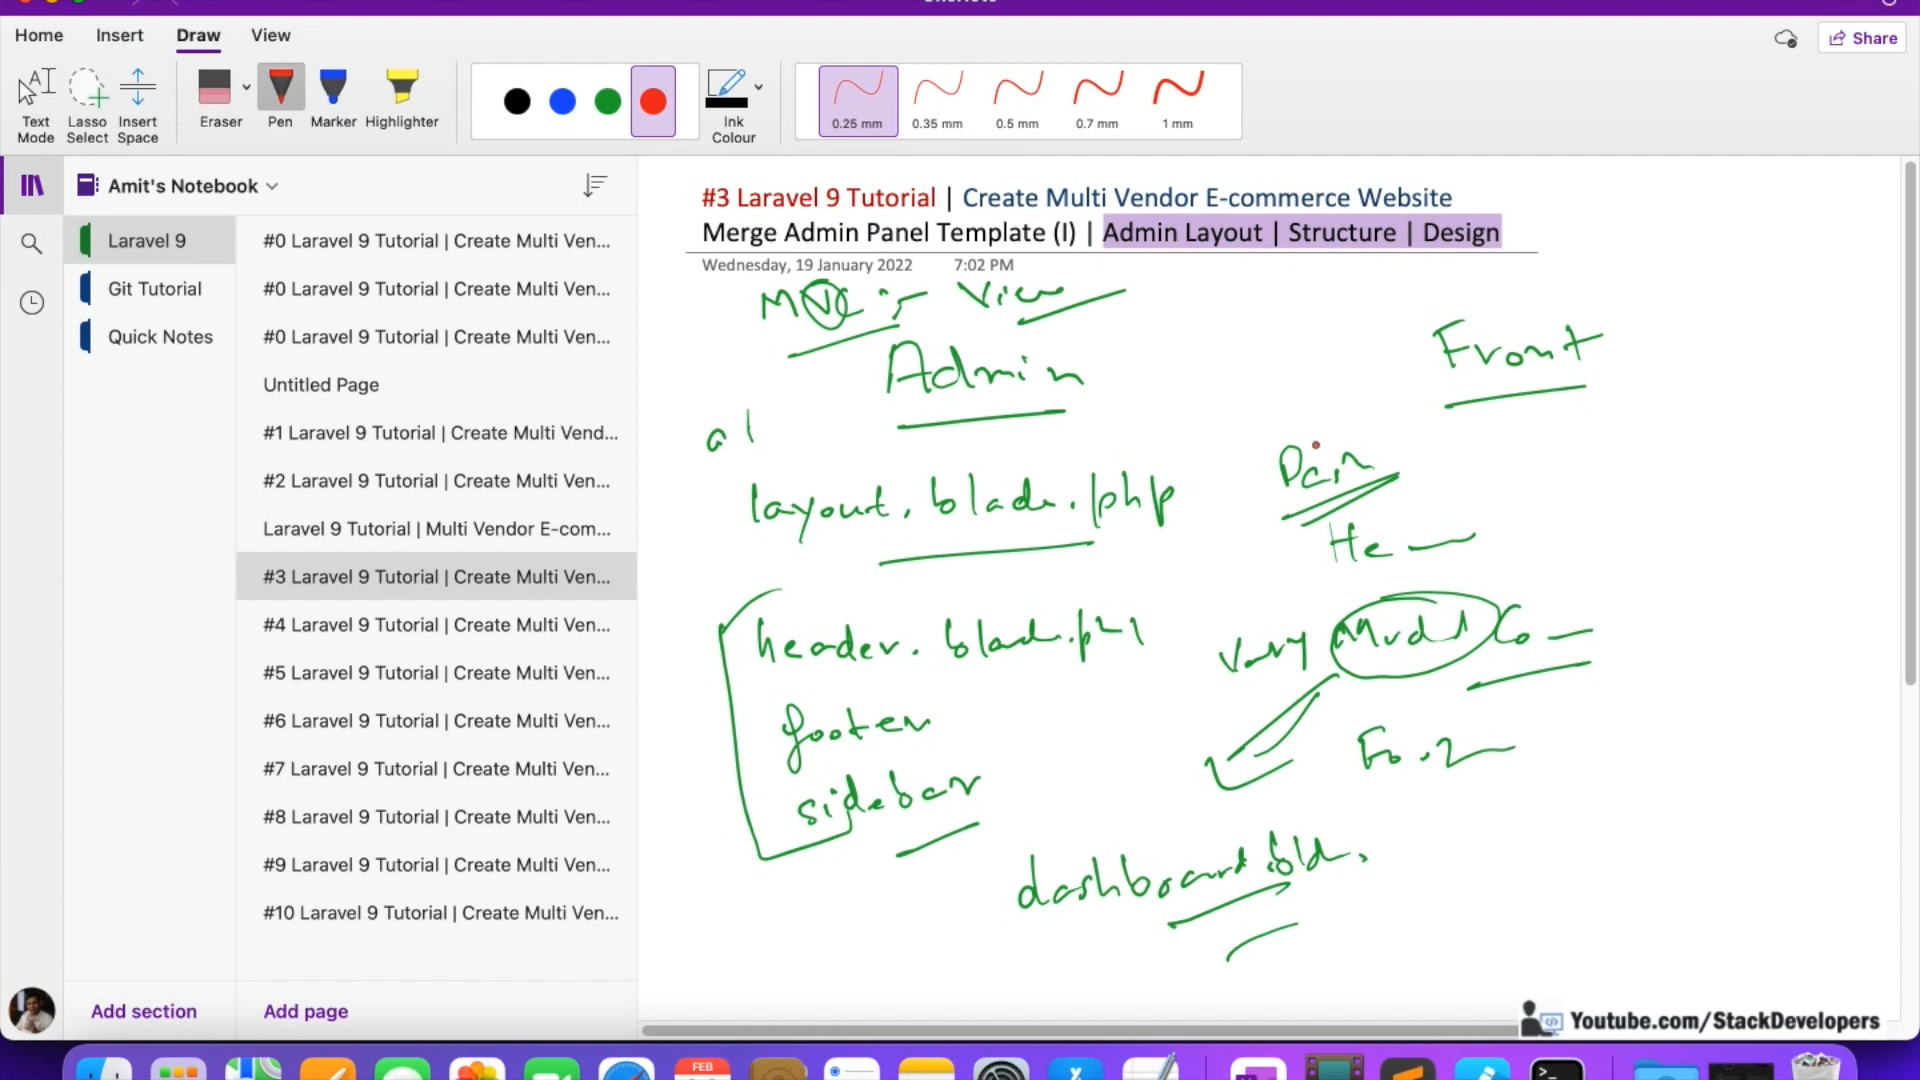 Home Insert Draw View
Share
Text Mode
Lasso Select
Insert Space
Eraser
Pen
Marker
Highlighter
Ink Colour
0.25 mm
0.35 mm
0.5 mm
0.7 mm
1 mm
Amit's Notebook
Laravel 9
Git Tutorial
Quick Notes
#0 Laravel 9 Tutorial | Create Multi Ven...
#0 Laravel 9 Tutorial | Create Multi Ven...
#0 Laravel 9 Tutorial | Create Multi Ven...
Untitled Page
#1 Laravel 9 Tutorial | Create Multi Vend...
#2 Laravel 9 Tutorial | Create Multi Ven...
Laravel 9 Tutorial | Multi Vendor E-com...
#3 Laravel 9 Tutorial | Create Multi Ven...
#4 Laravel 9 Tutorial | Create Multi Ven...
#5 Laravel 9 Tutorial | Create Multi Ven...
#6 Laravel 9 Tutorial | Create Multi Ven...
#7 Laravel 9 Tutorial | Create Multi Ven...
#8 Laravel 9 Tutorial | Create Multi Ven...
#9 Laravel 9 Tutorial | Create Multi Ven...
#10 Laravel 9 Tutorial | Create Multi Ven...
Add section
Add page
#3 Laravel 9 Tutorial | Create Multi Vendor E-commerce Website
Merge Admin Panel Template (I) | Admin Layout | Structure | Design
Wednesday, 19 January 2022 7:02 PM
MVC :- View
Admin
Front
layout.blade.php
He
header.
footer
sidebar
Co
Youtube.com/StackDevelopers
FEB